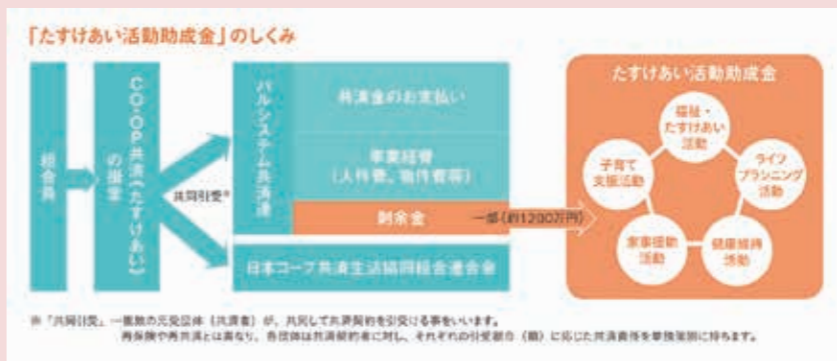 「たすけあい活動助成金」のしくみ
組合員
CO・OP共済《たすけあい》
の掛金
共同引受※
パルシステム共済連
共済金のお支払い
事業経費
(人件費、物件費等)
剰余金
一部(約1200万円)
日本コープ共済生活協同組合連合会
たすけあい活動助成金
福祉・
たすけあい
活動
ライフ
プランニング
活動
健康維持
活動
家事援助
活動
子育て
支援活動
※「共同引受」…複数の元受団体(共済者)が、共同して共済契約を引受ける事をいいます。
再保険や再共済とは異なり、各団体は共済契約者に対し、それぞれの引受割合(額)に応じた共済責任を単独個別に持ちます。